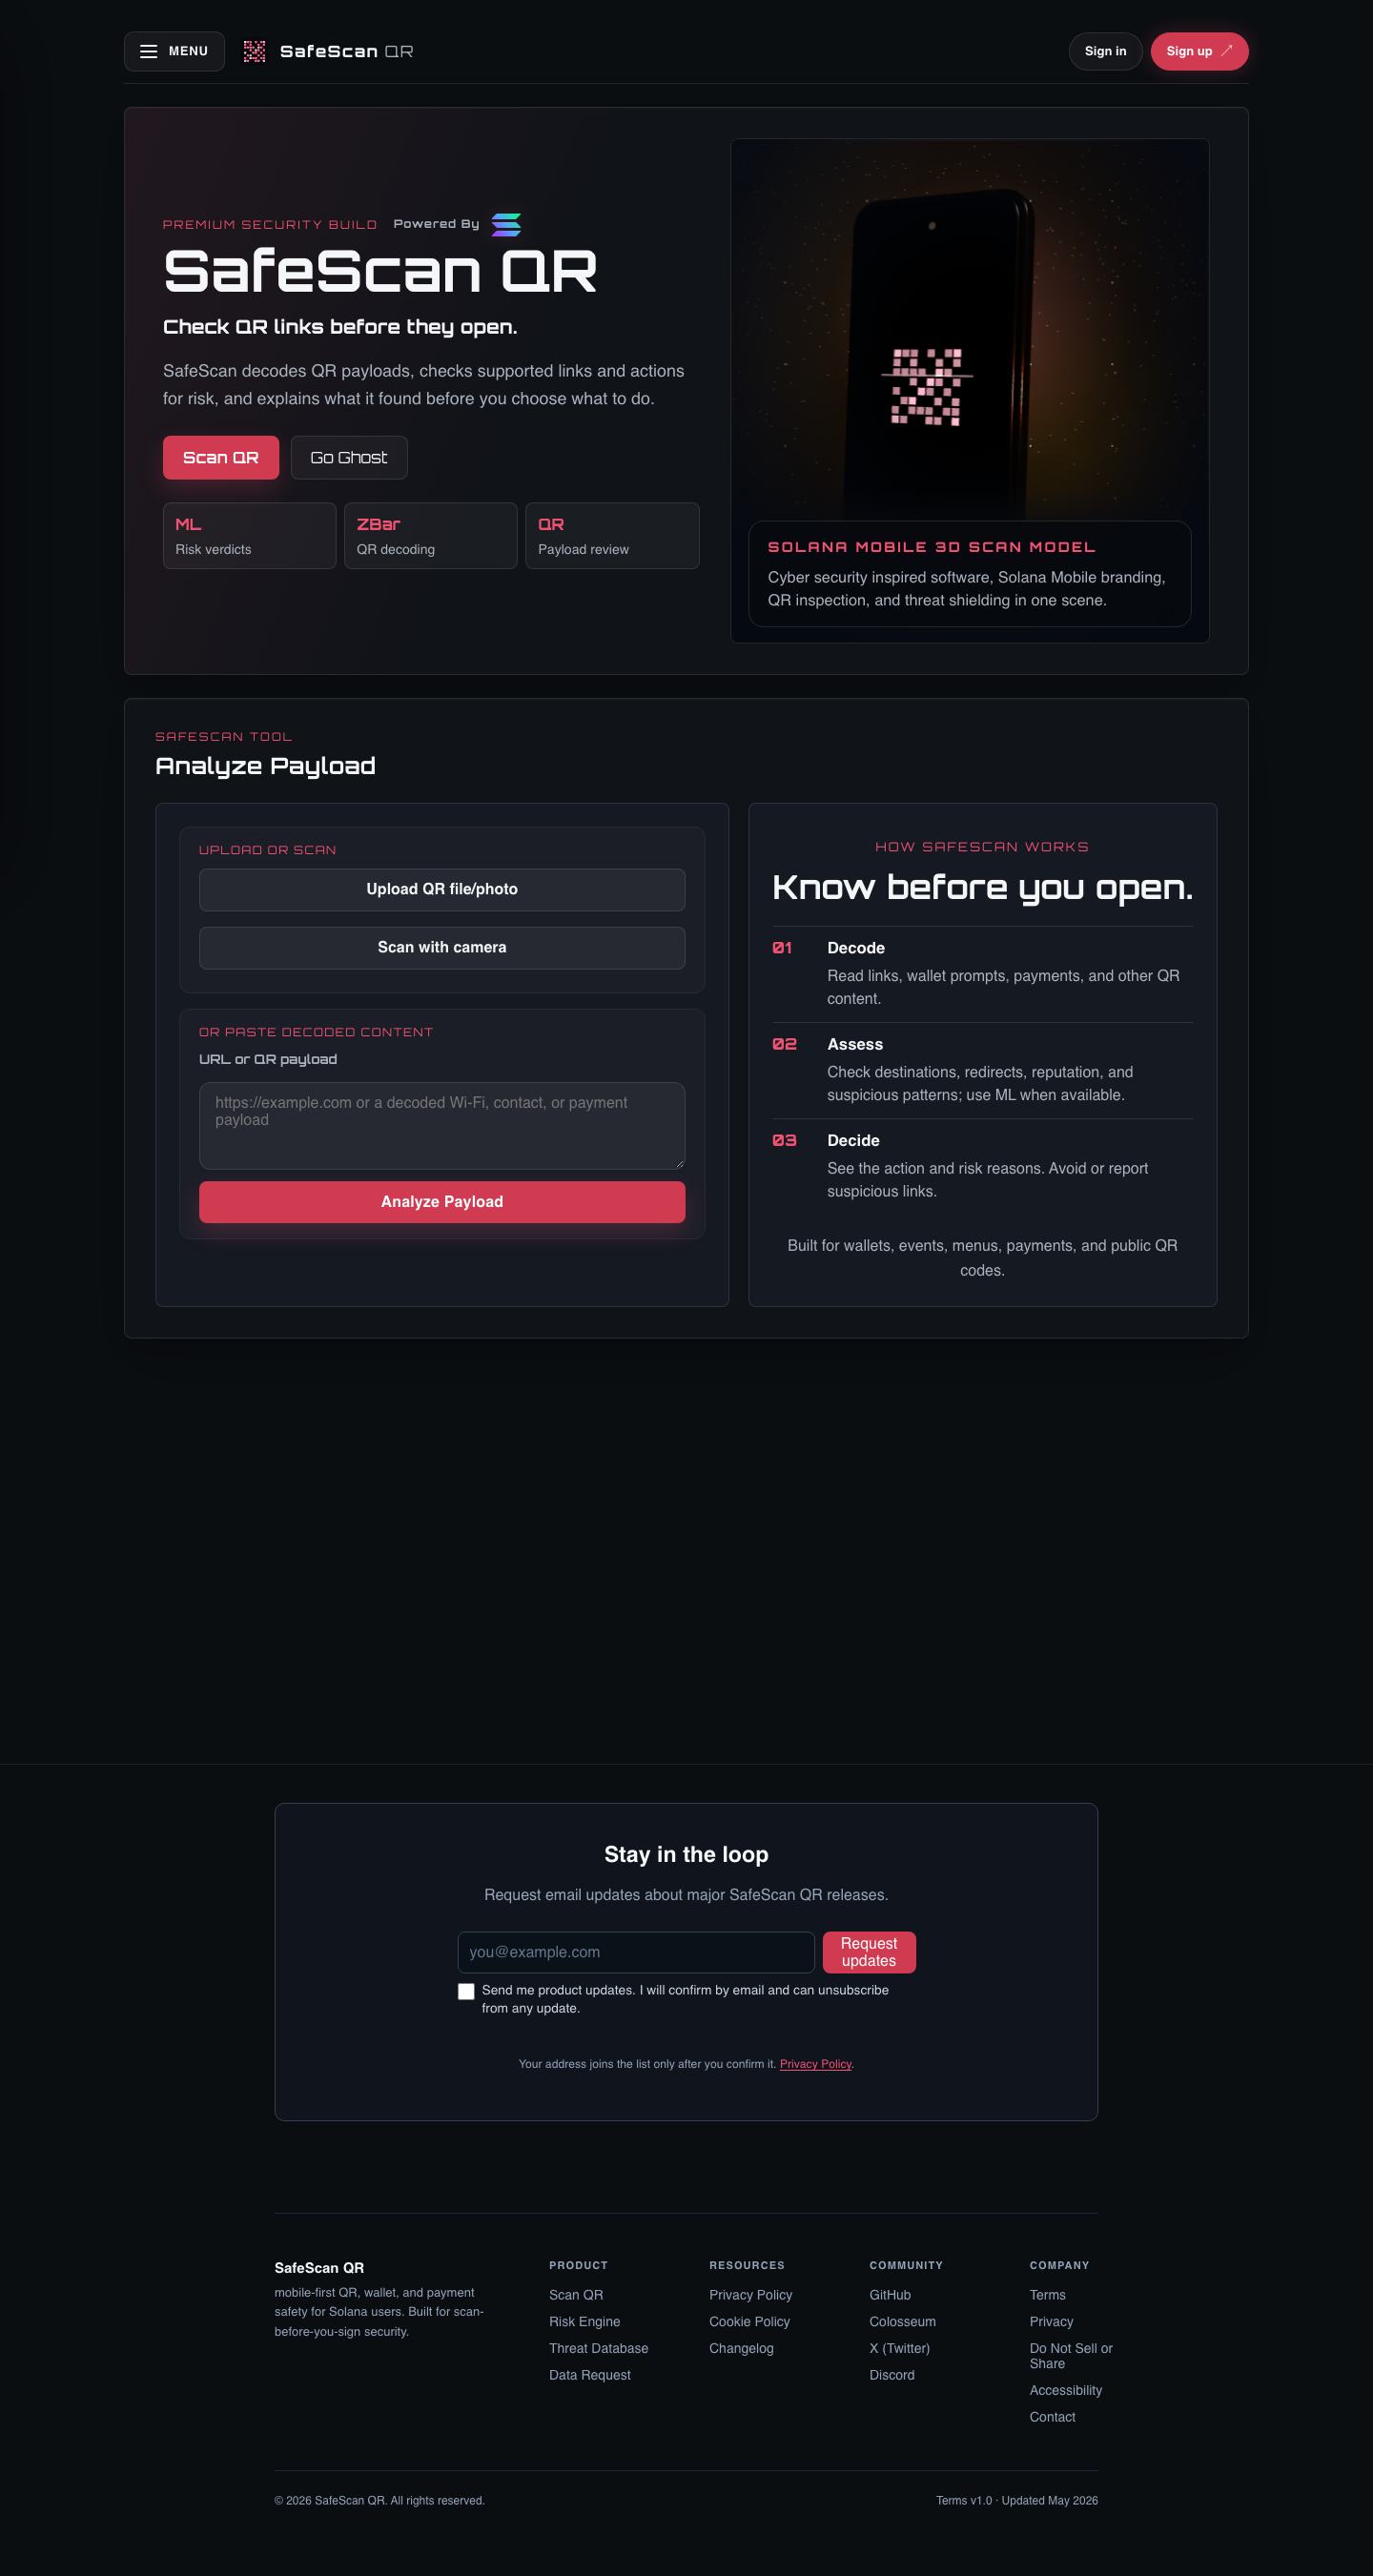 MENU
SafeScan QR
Sign in
Sign up ↗
PREMIUM SECURITY BUILD
Powered By
SafeScan QR
Check QR links before they open.
SafeScan decodes QR payloads, checks supported links and actions
for risk, and explains what it found before you choose what to do.
Scan QR
Go Ghost
ML
Risk verdicts
ZBar
QR decoding
QR
Payload review
SOLANA MOBILE 3D SCAN MODEL
Cyber security inspired software, Solana Mobile branding,
QR inspection, and threat shielding in one scene.
SAFESCAN TOOL
Analyze Payload
UPLOAD OR SCAN
Upload QR file/photo
Scan with camera
OR PASTE DECODED CONTENT
URL or QR payload
https://example.com or a decoded Wi-Fi, contact, or payment
payload
Analyze Payload
HOW SAFESCAN WORKS
Know before you open.
01
Decode
Read links, wallet prompts, payments, and other QR
content.
02
Assess
Check destinations, redirects, reputation, and
suspicious patterns; use ML when available.
03
Decide
See the action and risk reasons. Avoid or report
suspicious links.
Built for wallets, events, menus, payments, and public QR
codes.
Stay in the loop
Request email updates about major SafeScan QR releases.
you@example.com
Request
updates
Send me product updates. I will confirm by email and can unsubscribe
from any update.
Your address joins the list only after you confirm it. Privacy Policy.
SafeScan QR
mobile-first QR, wallet, and payment
safety for Solana users. Built for scan-
before-you-sign security.
PRODUCT
Scan QR
Risk Engine
Threat Database
Data Request
RESOURCES
Privacy Policy
Cookie Policy
Changelog
COMMUNITY
GitHub
Colosseum
X (Twitter)
Discord
COMPANY
Terms
Privacy
Do Not Sell or
Share
Accessibility
Contact
© 2026 SafeScan QR. All rights reserved.
Terms v1.0 · Updated May 2026